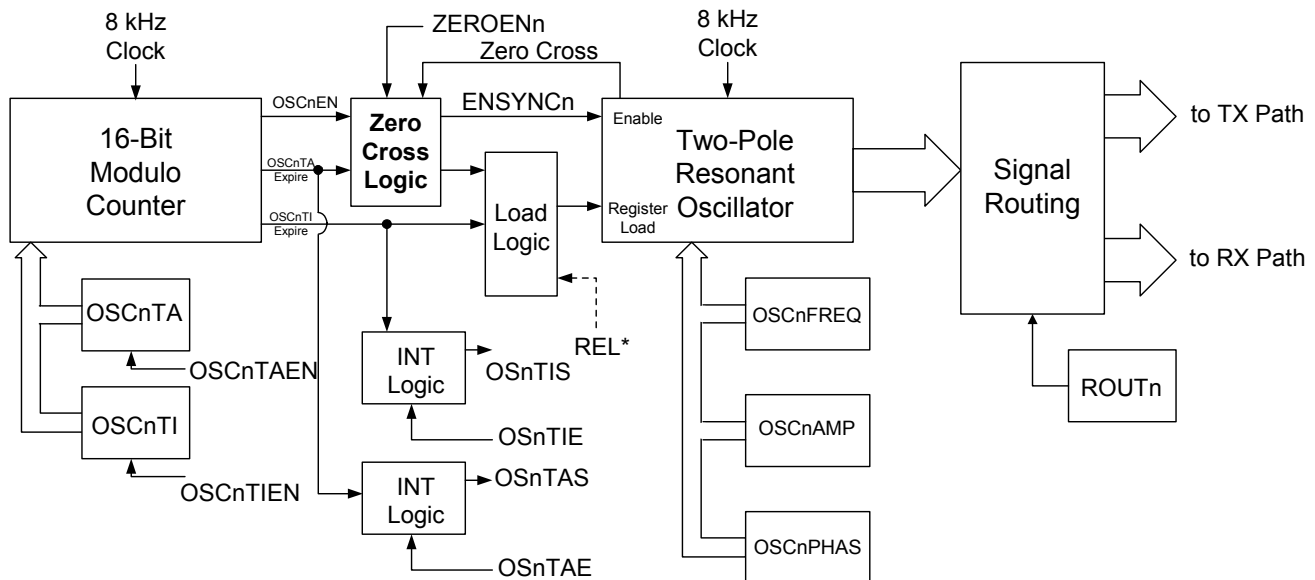 8 kHz
Clock
ZEROENn
Zero Cross
8 kHz
Clock
16-Bit
Modulo
Counter
OSCnEN
OSCnTA
Expire
OSCnTI
Expire
Zero
Cross
Logic
ENSYNCn
Load
Logic
Enable
Register
Load
Two-Pole
Resonant
Oscillator
Signal
Routing
to TX Path
to RX Path
OSCnTA
OSCnTAEN
OSCnTI
OSCnTIEN
INT
Logic
OSnTIS
OSnTIE
REL*
INT
Logic
OSnTAS
OSnTAE
OSCnFREQ
OSCnAMP
OSCnPHAS
ROUTn